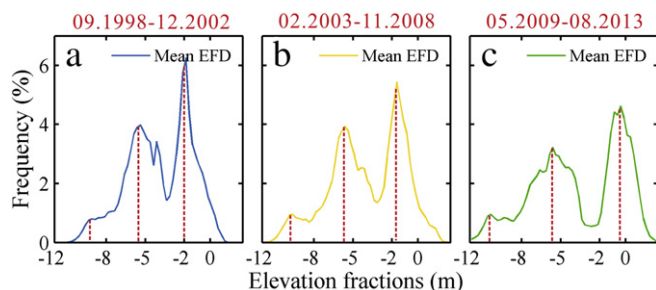 09.1998-12.2002 02.2003-11.2008 05.2009-08.2013
a Mean EFD b Mean EFD c Mean EFD
Frequency (%)
6
4
2
0
-12 -8 -5 -2 0 -12 -8 -5 -2 0 -12 -8 -5 -2 0
Elevation fractions (m)